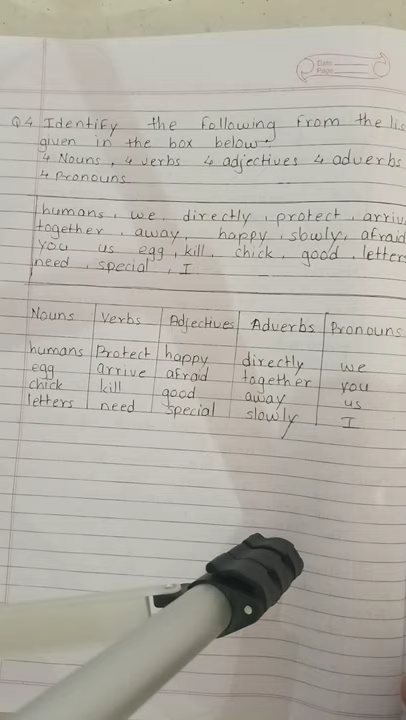 Date
Page
Q4 Identify the following from the lis
given in the box below:-
4 Nouns, 4 verbs 4 adjectives 4 adverbs
4 Pronouns
humans, we, directly, protect, arriv
together, away, happy, slowly, afraid
you us egg, kill, chick, good, letters
need, special, I
Nouns Verbs Adjectives Adverbs Pronouns
humans Protect happy directly we
egg arrive afraid together you
chick kill good away us
letters need special slowly I